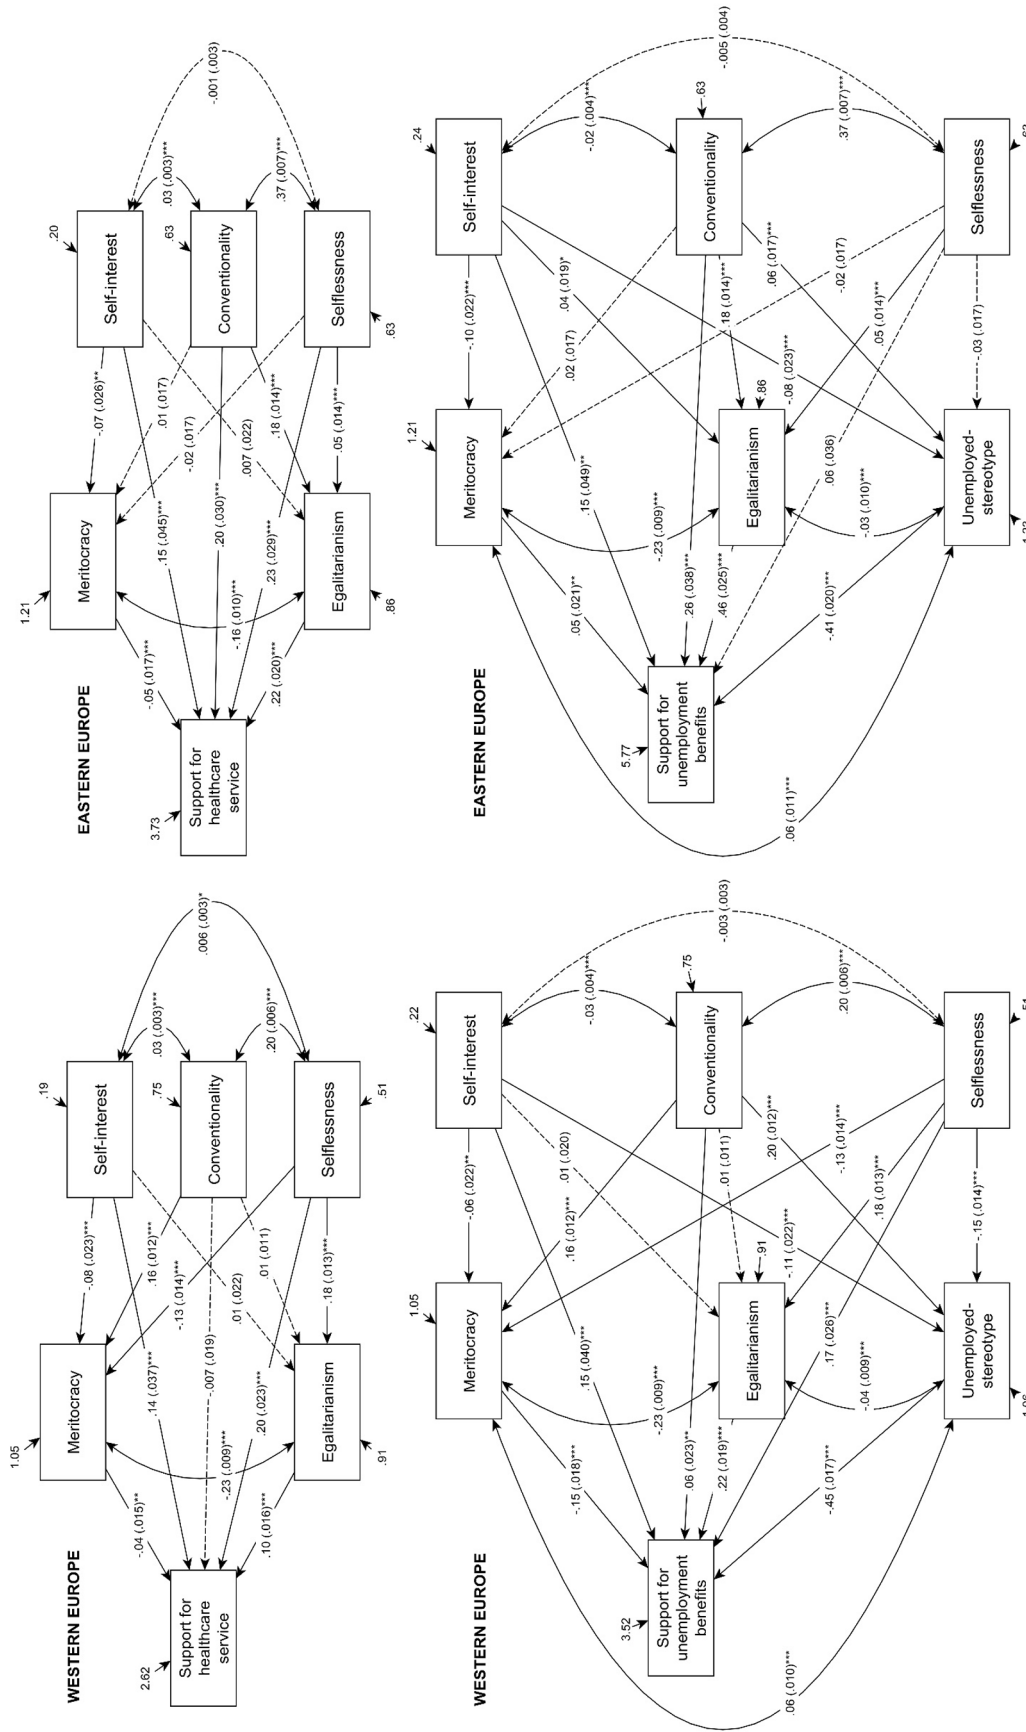 WESTERN EUROPE
2.62
Support for
healthcare
service
1.05
Meritocracy
Egalitarianism
.91
.19
Self-interest
.75
Conventionality
Selflessness
.51
-.04 (.015)**
.10 (.016)***
-.23 (.009)***
-.08 (.023)***
.14 (.037)***
.16 (.012)***
-.13 (.014)***
-.007 (.019)
.20 (.023)***
.01 (.022)
.01 (.011)
.18 (.013)***
.03 (.003)***
.20 (.006)***
.006 (.003)*
EASTERN EUROPE
3.73
Support for
healthcare
service
1.21
Meritocracy
Egalitarianism
.86
.20
Self-interest
.63
Conventionality
Selflessness
.63
-.05 (.017)***
.22 (.020)***
-.16 (.010)***
-.07 (.026)**
.15 (.045)***
.01 (.017)
-.02 (.017)
.20 (.030)***
.23 (.029)***
.007 (.022)
.18 (.014)***
.05 (.014)***
.03 (.003)***
.37 (.007)***
-.001 (.003)
WESTERN EUROPE
3.52
Support for
unemployment
benefits
1.05
Meritocracy
Egalitarianism
.91
Unemployed-
stereotype
.22
Self-interest
.75
Conventionality
Selflessness
-.15 (.018)***
.15 (.040)***
.06 (.023)**
.22 (.019)***
.17 (.026)***
-.45 (.017)***
.06 (.010)***
-.23 (.009)***
-.04 (.009)***
-.06 (.022)**
.01 (.020)
.16 (.012)***
.01 (.011)
-.11 (.022)***
.20 (.012)***
-.13 (.014)***
.18 (.013)***
-.15 (.014)***
-.03 (.004)***
.20 (.006)***
-.003 (.003)
EASTERN EUROPE
5.77
Support for
unemployment
benefits
1.21
Meritocracy
Egalitarianism
.86
Unemployed-
stereotype
.24
Self-interest
.63
Conventionality
Selflessness
.05 (.021)**
.15 (.049)**
.26 (.038)***
.46 (.025)***
.06 (.036)
-.41 (.020)***
.06 (.011)***
-.23 (.009)***
-.03 (.010)***
-.10 (.022)***
.04 (.019)*
.02 (.017)
.18 (.014)***
-.08 (.023)***
.06 (.017)***
-.02 (.017)
.05 (.014)***
-.03 (.017)
-.02 (.004)***
.37 (.007)***
-.005 (.004)